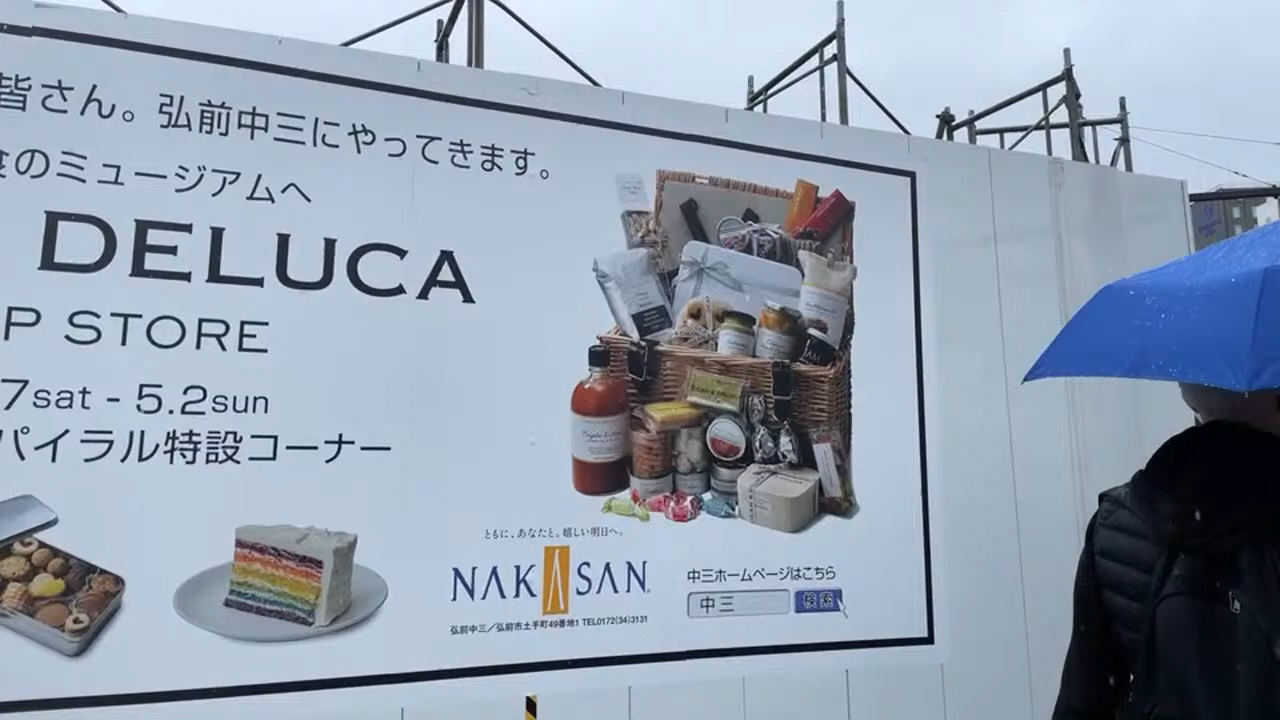 皆さん。弘前中三にやってきます。
食のミュージアムへ
DELUCA
P STORE
7sat - 5.2sun
パイラル特設コーナー
ともに、あなたと。嬉しい明日へ。
NAKASAN
弘前中三／弘前市土手町49番地1 TEL0172(34)3131
中三ホームページはこちら
中三 検索